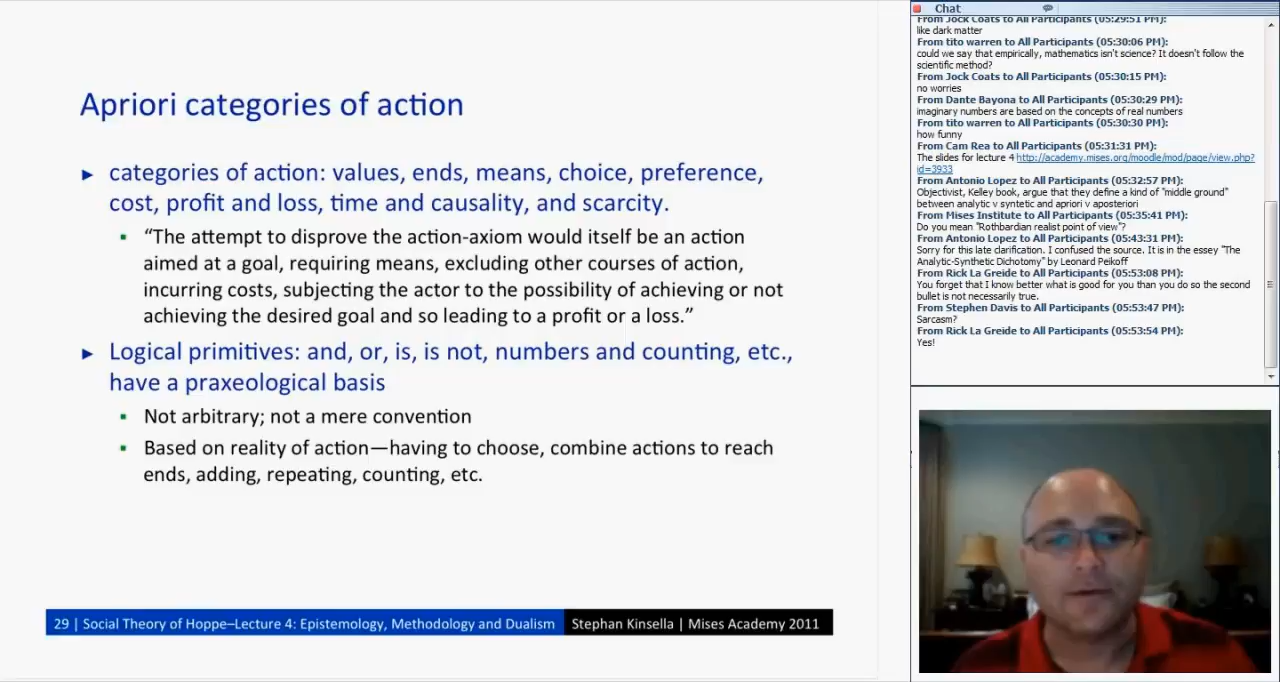 Apriori categories of action
► categories of action: values, ends, means, choice, preference,
cost, profit and loss, time and causality, and scarcity.
▪ “The attempt to disprove the action-axiom would itself be an action
aimed at a goal, requiring means, excluding other courses of action,
incurring costs, subjecting the actor to the possibility of achieving or not
achieving the desired goal and so leading to a profit or a loss.”
► Logical primitives: and, or, is, is not, numbers and counting, etc.,
have a praxeological basis
▪ Not arbitrary; not a mere convention
▪ Based on reality of action—having to choose, combine actions to reach
ends, adding, repeating, counting, etc.
29 | Social Theory of Hoppe–Lecture 4: Epistemology, Methodology and Dualism
Stephan Kinsella | Mises Academy 2011
Chat
From Jock Coats to All Participants (05:29:51 PM):
like dark matter
From tito warren to All Participants (05:30:06 PM):
could we say that empirically, mathematics isn't science? It doesn't follow the
scientific method?
From Jock Coats to All Participants (05:30:15 PM):
no worries
From Dante Bayona to All Participants (05:30:29 PM):
imaginary numbers are based on the concepts of real numbers
From tito warren to All Participants (05:30:30 PM):
how funny
From Cam Rea to All Participants (05:31:31 PM):
The slides for lecture 4 http://academy.mises.org/moodle/mod/page/view.php?
id=3933
From Antonio Lopez to All Participants (05:32:57 PM):
Objectivist, Kelley book, argue that they define a kind of "middle ground"
between analytic v syntetic and apriori v aposteriori
From Mises Institute to All Participants (05:35:41 PM):
Do you mean "Rothbardian realist point of view"?
From Antonio Lopez to All Participants (05:43:31 PM):
Sorry for this late clarification. I confused the source. It is in the essey "The
Analytic-Synthetic Dichotomy" by Leonard Peikoff
From Rick La Greide to All Participants (05:53:08 PM):
You forget that I know better what is good for you than you do so the second
bullet is not necessarily true.
From Stephen Davis to All Participants (05:53:47 PM):
Sarcasm?
From Rick La Greide to All Participants (05:53:54 PM):
Yes!